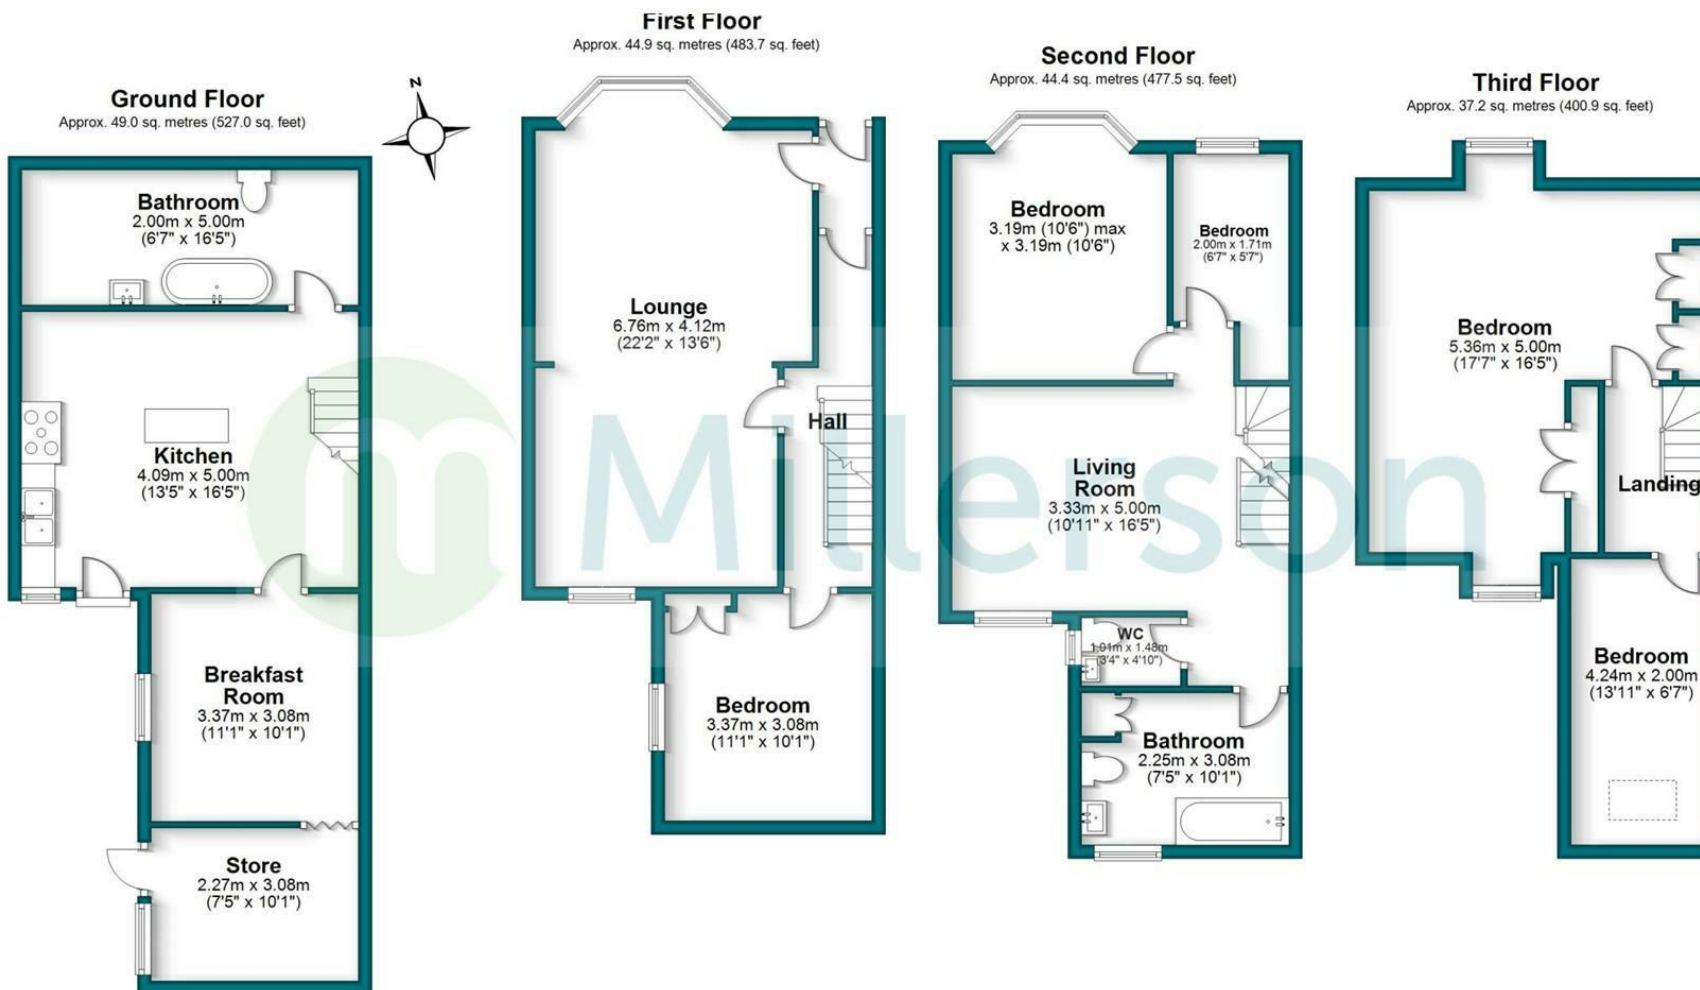 Ground Floor
Approx. 49.0 sq. metres (527.0 sq. feet)
N
Bathroom
2.00m x 5.00m
(6'7" x 16'5")
Kitchen
4.09m x 5.00m
(13'5" x 16'5")
Breakfast
Room
3.37m x 3.08m
(11'1" x 10'1")
Store
2.27m x 3.08m
(7'5" x 10'1")
First Floor
Approx. 44.9 sq. metres (483.7 sq. feet)
Lounge
6.76m x 4.12m
(22'2" x 13'6")
Hall
Bedroom
3.37m x 3.08m
(11'1" x 10'1")
Second Floor
Approx. 44.4 sq. metres (477.5 sq. feet)
Bedroom
3.19m (10'6") max
x 3.19m (10'6")
Bedroom
2.00m x 1.71m
(6'7" x 5'7")
Living
Room
3.33m x 5.00m
(10'11" x 16'5")
WC
1.01m x 1.48m
(3'4" x 4'10")
Bathroom
2.25m x 3.08m
(7'5" x 10'1")
Third Floor
Approx. 37.2 sq. metres (400.9 sq. feet)
Bedroom
5.36m x 5.00m
(17'7" x 16'5")
Landing
Bedroom
4.24m x 2.00m
(13'11" x 6'7")
m Millerson